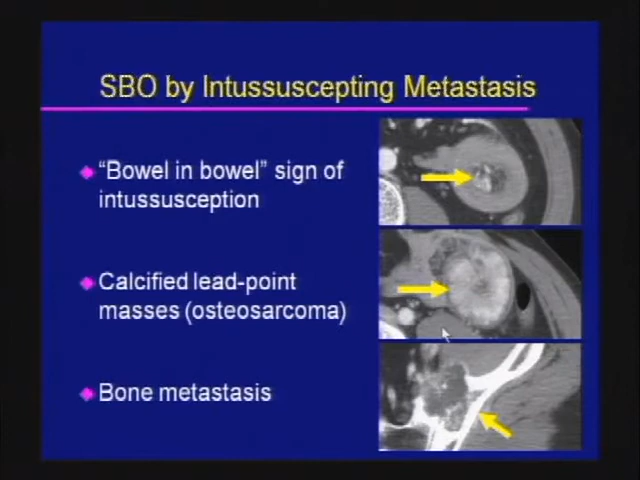 SBO by Intussuscepting Metastasis
“Bowel in bowel” sign of
intussusception
Calcified lead-point
masses (osteosarcoma)
Bone metastasis